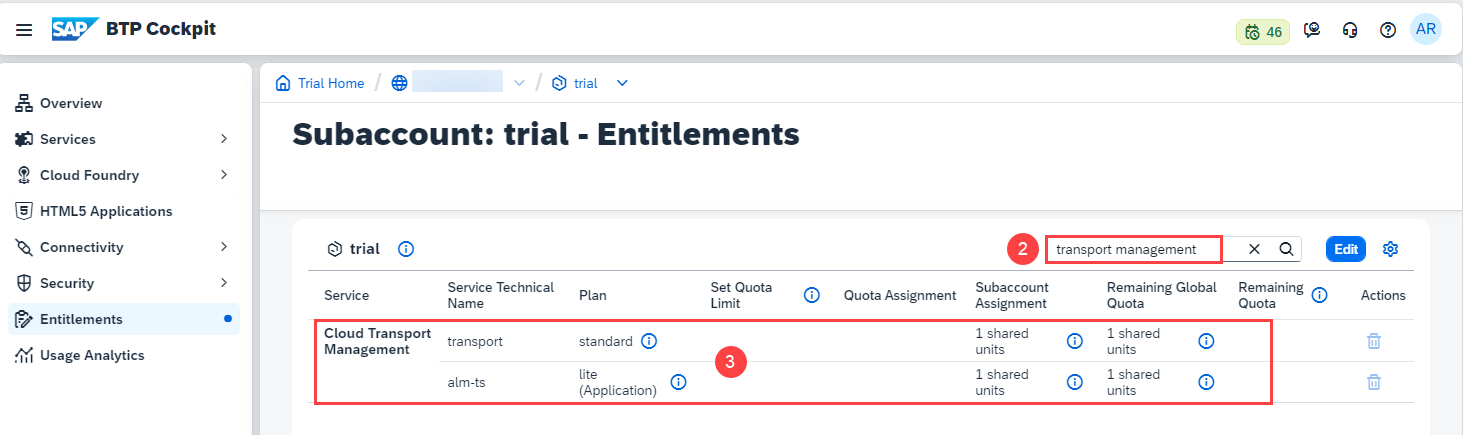 SAP BTP Cockpit 46 AR
Trial Home / / trial
Overview
Services
Cloud Foundry
HTML5 Applications
Connectivity
Security
Entitlements
Usage Analytics
Subaccount: trial - Entitlements
trial 2 transport management Edit
Service Service Technical Name Plan Set Quota Limit Quota Assignment Subaccount Assignment Remaining Global Quota Remaining Quota Actions
Cloud Transport Management transport standard 1 shared units 1 shared units
3
alm-ts lite (Application) 1 shared units 1 shared units